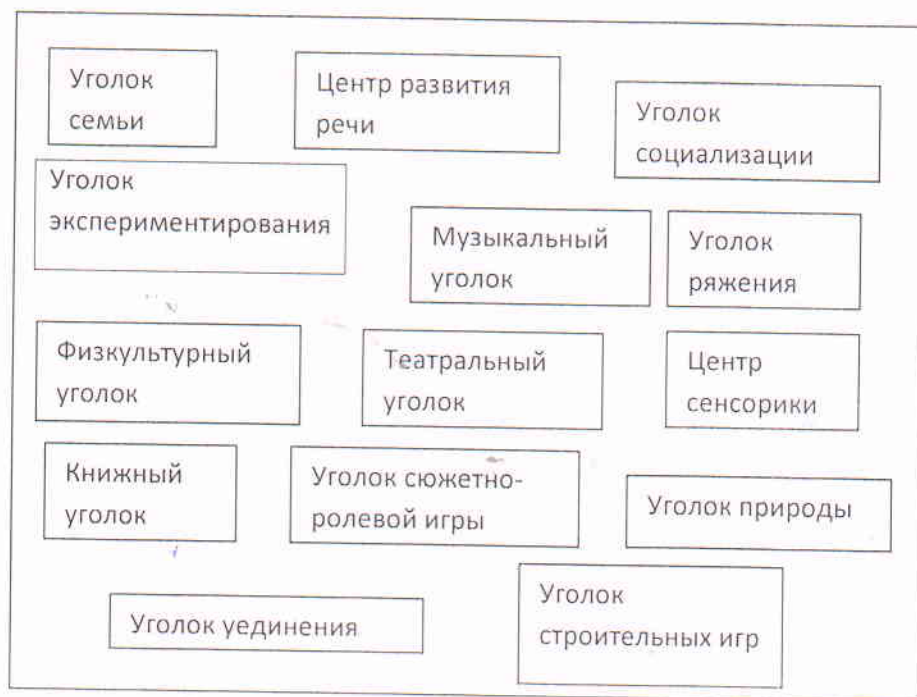 Уголок
семьи
Центр развития
речи
Уголок
социализации
Уголок
экспериментирования
Музыкальный
уголок
Уголок
ряжения
Физкультурный
уголок
Театральный
уголок
Центр
сенсорики
Книжный
уголок
Уголок сюжетно-
ролевой игры
Уголок природы
Уголок уединения
Уголок
строительных игр